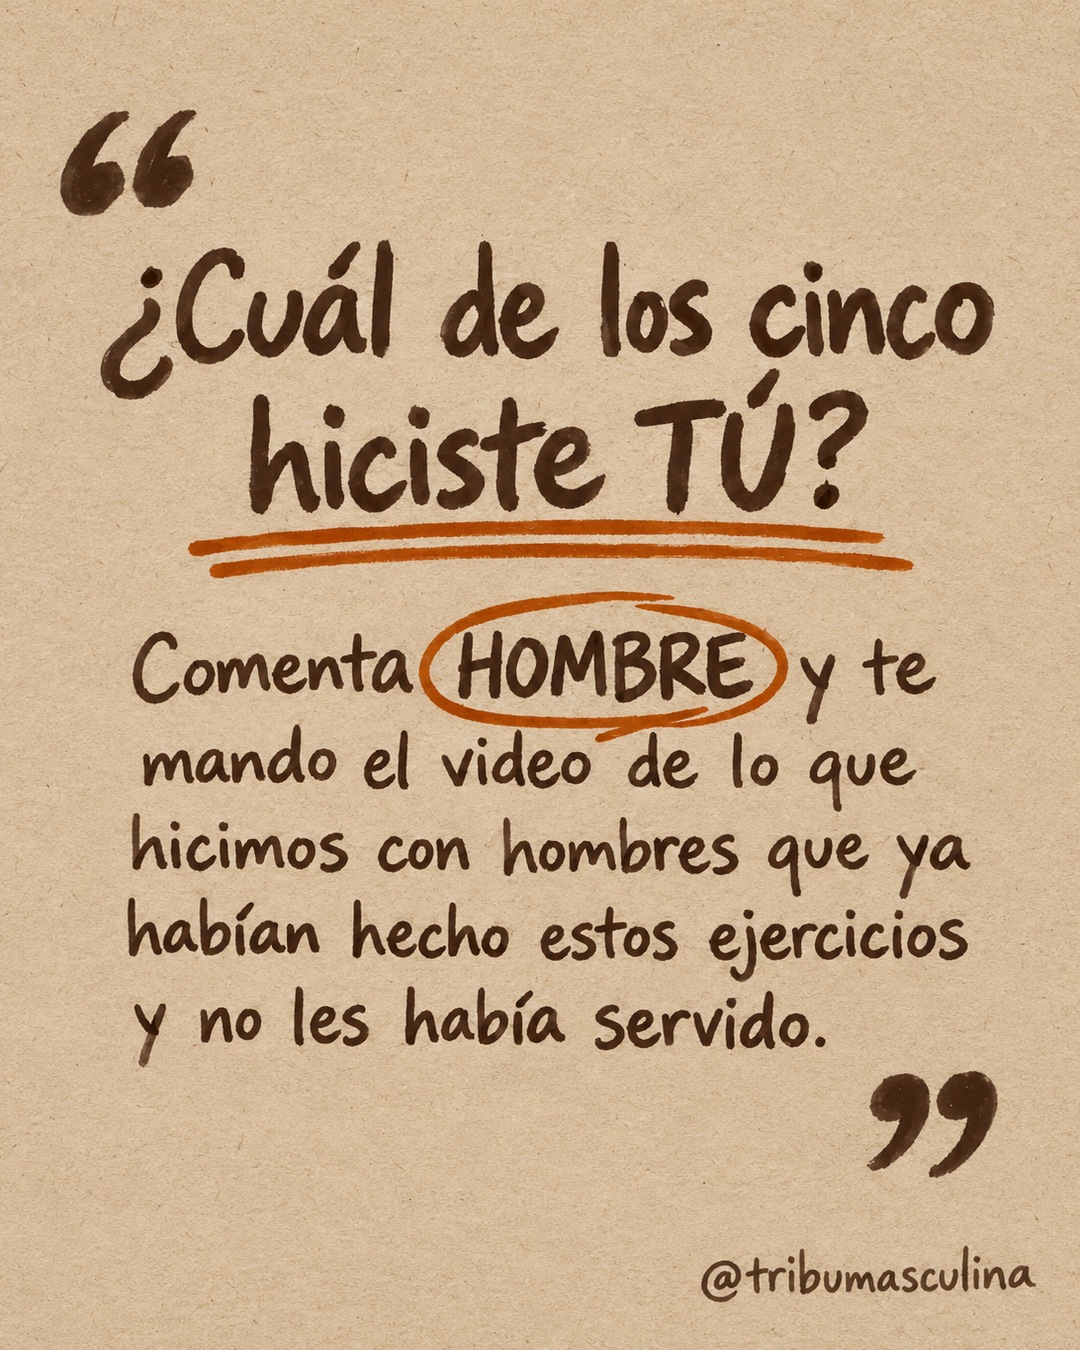 “
¿Cuál de los cinco
hiciste TÚ?
Comenta HOMBRE y te
mando el video de lo que
hicimos con hombres que ya
habían hecho estos ejercicios
y no les había servido.
”
@tribumasculina